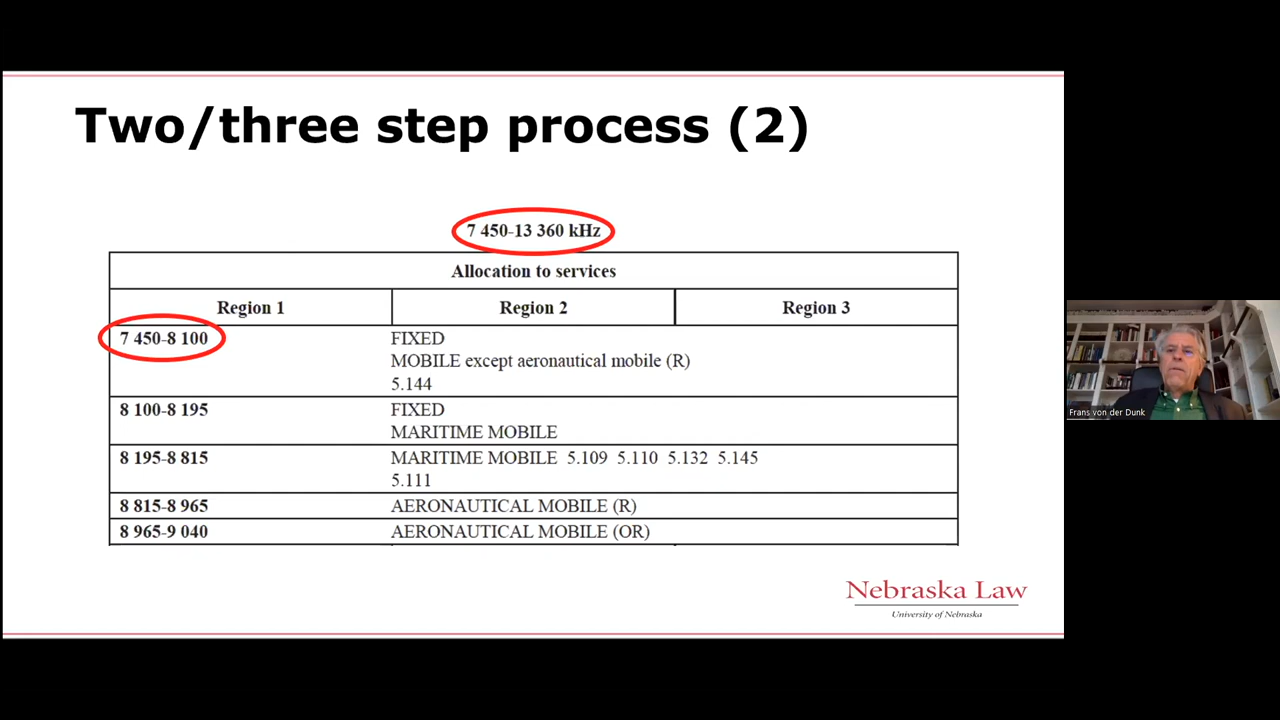 Two/three step process (2)
7 450-13 360 kHz
Allocation to services
Region 1 Region 2 Region 3
7 450-8 100 FIXED
MOBILE except aeronautical mobile (R)
5.144
8 100-8 195 FIXED
MARITIME MOBILE
8 195-8 815 MARITIME MOBILE 5.109 5.110 5.132 5.145
5.111
8 815-8 965 AERONAUTICAL MOBILE (R)
8 965-9 040 AERONAUTICAL MOBILE (OR)
Nebraska Law
University of Nebraska
Frans von der Dunk